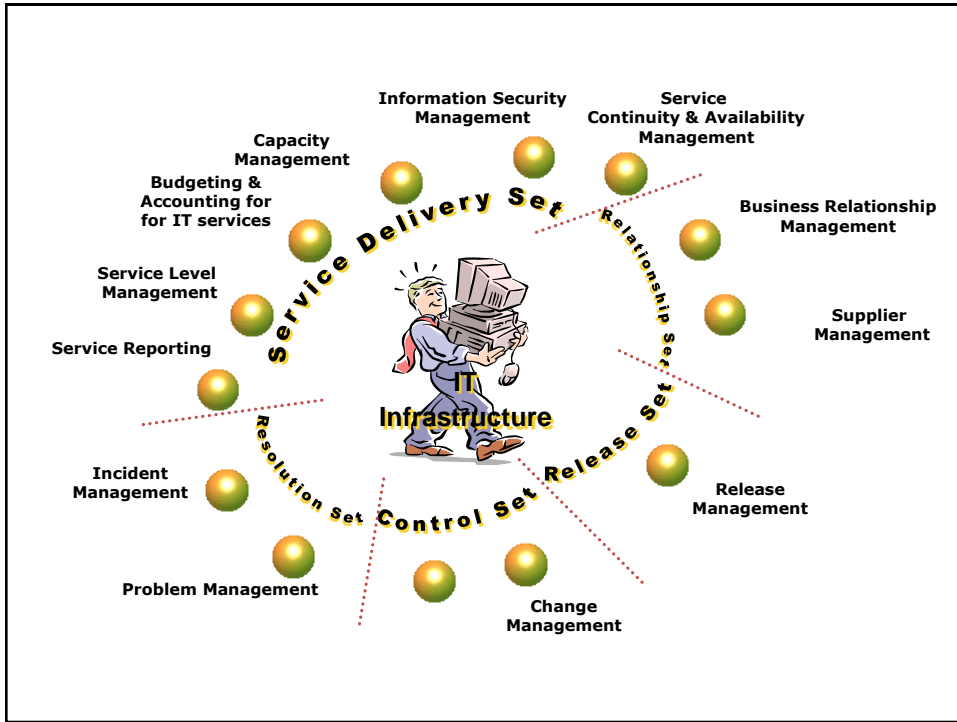 Information Security
Management
Service
Continuity & Availability
Management
Capacity
Management
Budgeting &
Accounting for
for IT services
Business Relationship
Management
Service Level
Management
Supplier
Management
Service Reporting
Service Delivery Set
Relationship Set
IT
Infrastructure
Release Set
Control Set
Resolution Set
Incident
Management
Release
Management
Problem Management
Change
Management